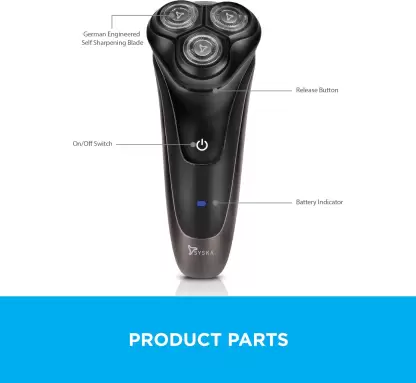 German Engineered
Self Sharpening Blade
Release Button
On/Off Switch
Battery Indicator
SYSKA
PRODUCT PARTS